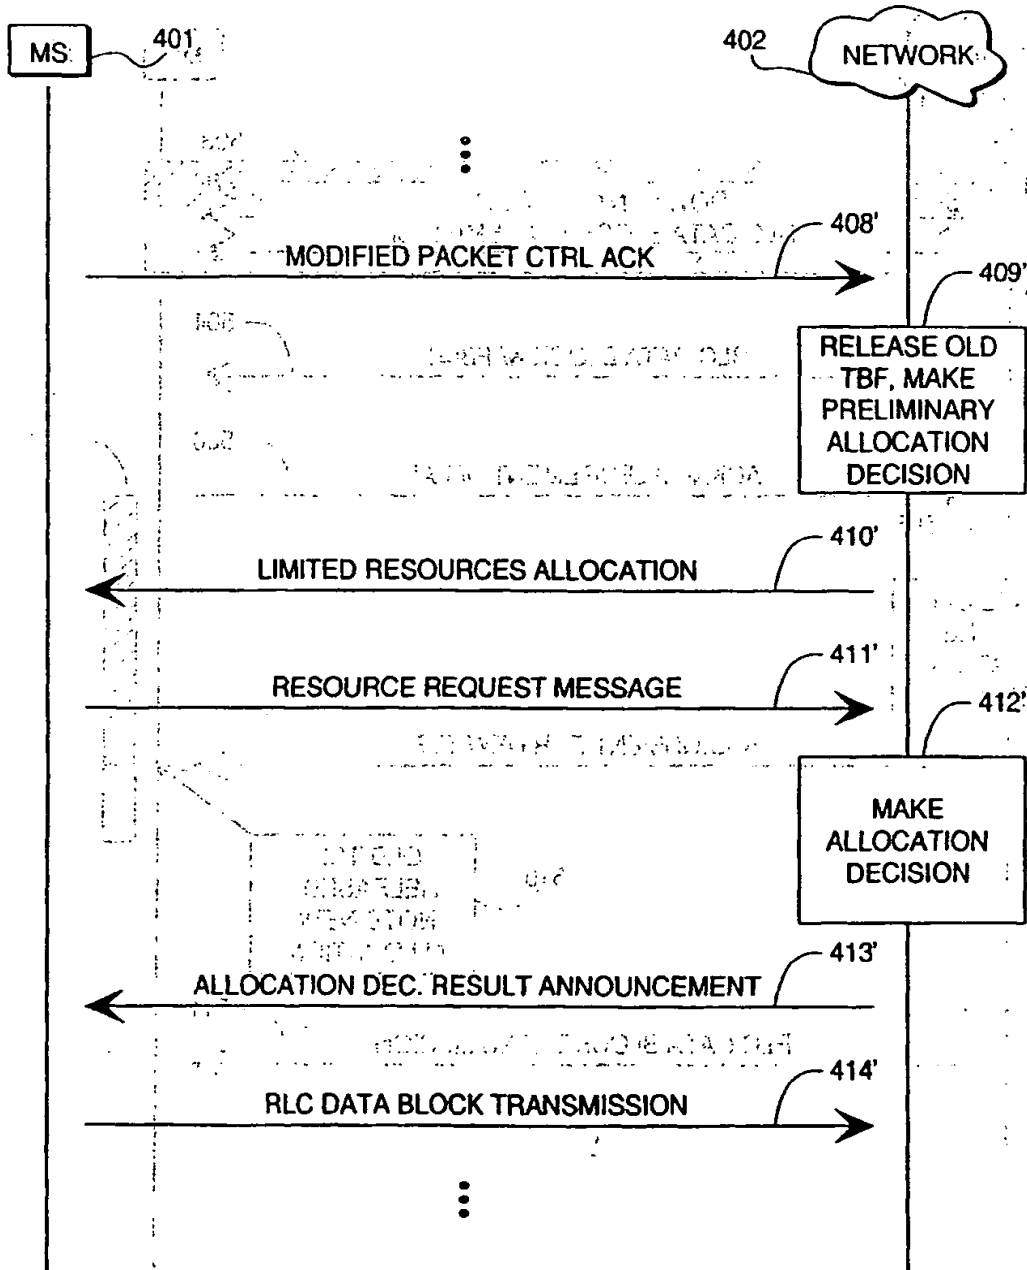 MS
401
402
NETWORK
408'
MODIFIED PACKET CTRL ACK
409'
RELEASE OLD
TBF, MAKE
PRELIMINARY
ALLOCATION
DECISION
410'
LIMITED RESOURCES ALLOCATION
411'
RESOURCE REQUEST MESSAGE
412'
MAKE
ALLOCATION
DECISION
413'
ALLOCATION DEC. RESULT ANNOUNCEMENT
414'
RLC DATA BLOCK TRANSMISSION